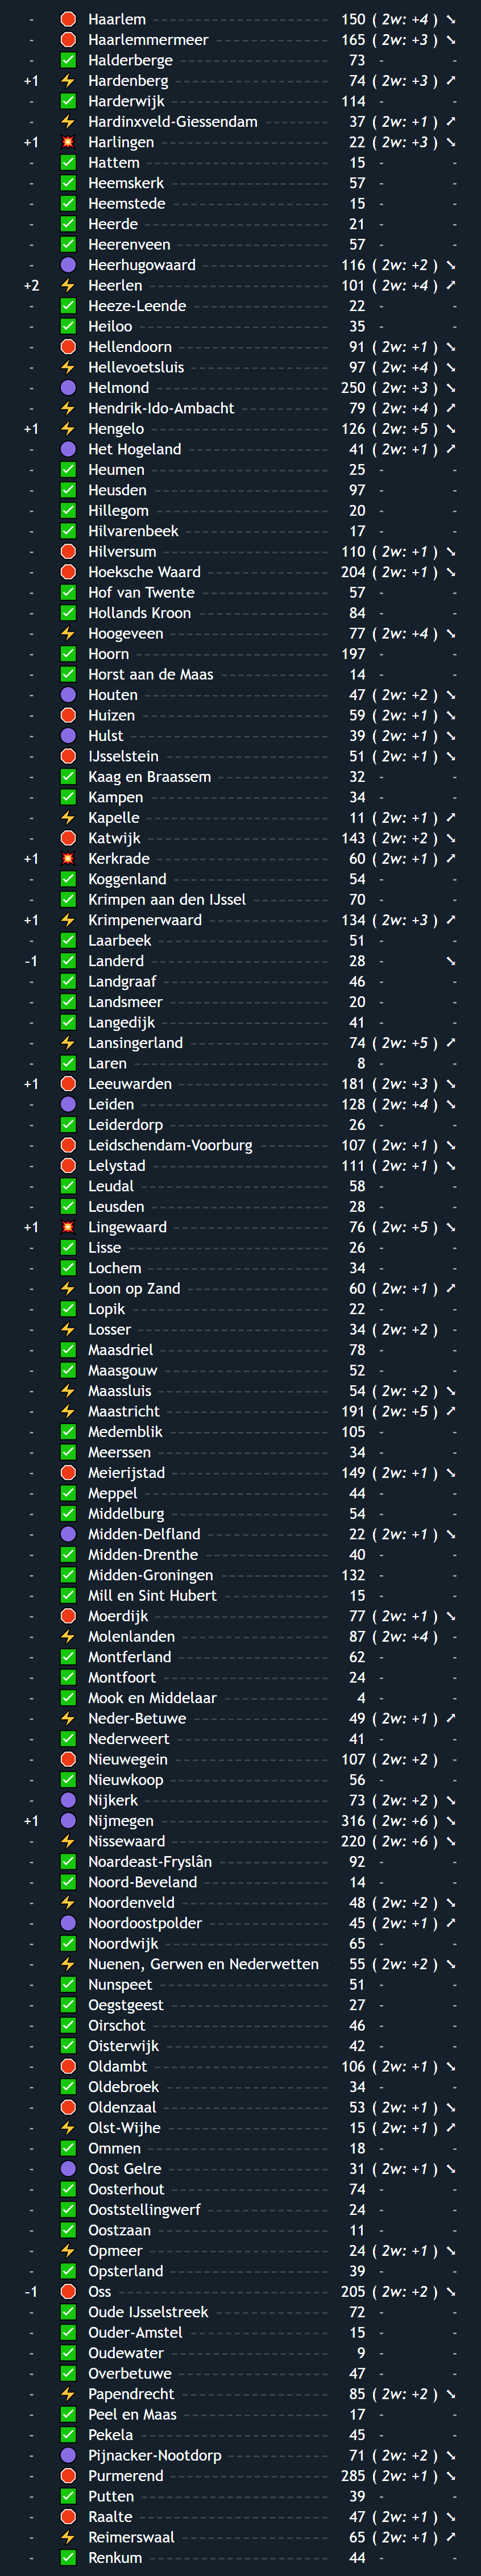 - 🛑 Haarlem 150 ( 2w: +4 ) ➘
- 🛑 Haarlemmermeer 165 ( 2w: +3 ) ➘
- ✅ Halderberge 73 - -
+1 ⚡ Hardenberg 74 ( 2w: +3 ) ➚
- ✅ Harderwijk 114 - -
- ⚡ Hardinxveld-Giessendam 37 ( 2w: +1 ) ➚
+1 💥 Harlingen 22 ( 2w: +3 ) ➘
- ✅ Hattem 15 - -
- ✅ Heemskerk 57 - -
- ✅ Heemstede 15 - -
- ✅ Heerde 21 - -
- ✅ Heerenveen 57 - -
- 🟣 Heerhugowaard 116 ( 2w: +2 ) ➘
+2 ⚡ Heerlen 101 ( 2w: +4 ) ➚
- ✅ Heeze-Leende 22 - -
- ✅ Heiloo 35 - -
- 🛑 Hellendoorn 91 ( 2w: +1 ) ➘
- ⚡ Hellevoetsluis 97 ( 2w: +4 ) ➘
- 🟣 Helmond 250 ( 2w: +3 ) ➘
- ⚡ Hendrik-Ido-Ambacht 79 ( 2w: +4 ) ➚
+1 ⚡ Hengelo 126 ( 2w: +5 ) ➘
- 🟣 Het Hogeland 41 ( 2w: +1 ) ➚
- ✅ Heumen 25 - -
- ✅ Heusden 97 - -
- ✅ Hillegom 20 - -
- ✅ Hilvarenbeek 17 - -
- 🛑 Hilversum 110 ( 2w: +1 ) ➘
- 🛑 Hoeksche Waard 204 ( 2w: +1 ) ➘
- ✅ Hof van Twente 57 - -
- ✅ Hollands Kroon 84 - -
- ⚡ Hoogeveen 77 ( 2w: +4 ) ➘
- ✅ Hoorn 197 - -
- ✅ Horst aan de Maas 14 - -
- 🟣 Houten 47 ( 2w: +2 ) ➘
- 🛑 Huizen 59 ( 2w: +1 ) ➘
- 🟣 Hulst 39 ( 2w: +1 ) ➘
- 🛑 IJsselstein 51 ( 2w: +1 ) ➘
- ✅ Kaag en Braassem 32 - -
- ✅ Kampen 34 - -
- ⚡ Kapelle 11 ( 2w: +1 ) ➚
- 🛑 Katwijk 143 ( 2w: +2 ) ➘
+1 💥 Kerkrade 60 ( 2w: +1 ) ➚
- ✅ Koggenland 54 - -
- ✅ Krimpen aan den IJssel 70 - -
+1 ⚡ Krimpenerwaard 134 ( 2w: +3 ) ➚
- ✅ Laarbeek 51 - -
-1 ✅ Landerd 28 - ➘
- ✅ Landgraaf 46 - -
- ✅ Landsmeer 20 - -
- ✅ Langedijk 41 - -
- ⚡ Lansingerland 74 ( 2w: +5 ) ➚
- ✅ Laren 8 - -
+1 🛑 Leeuwarden 181 ( 2w: +3 ) ➘
- 🟣 Leiden 128 ( 2w: +4 ) ➘
- ✅ Leiderdorp 26 - -
- 🛑 Leidschendam-Voorburg 107 ( 2w: +1 ) ➘
- 🛑 Lelystad 111 ( 2w: +1 ) ➘
- ✅ Leudal 58 - -
- ✅ Leusden 28 - -
+1 💥 Lingewaard 76 ( 2w: +5 ) ➘
- ✅ Lisse 26 - -
- ✅ Lochem 34 - -
- ⚡ Loon op Zand 60 ( 2w: +1 ) ➚
- ✅ Lopik 22 - -
- ⚡ Losser 34 ( 2w: +2 ) -
- ✅ Maasdriel 78 - -
- ✅ Maasgouw 52 - -
- ⚡ Maassluis 54 ( 2w: +2 ) ➘
- ⚡ Maastricht 191 ( 2w: +5 ) ➚
- ✅ Medemblik 105 - -
- ✅ Meerssen 34 - -
- 🛑 Meierijstad 149 ( 2w: +1 ) ➘
- ✅ Meppel 44 - -
- ✅ Middelburg 54 - -
- 🟣 Midden-Delfland 22 ( 2w: +1 ) ➘
- ✅ Midden-Drenthe 40 - -
- ✅ Midden-Groningen 132 - -
- ✅ Mill en Sint Hubert 15 - -
- 🛑 Moerdijk 77 ( 2w: +1 ) ➘
- ⚡ Molenlanden 87 ( 2w: +4 ) -
- ✅ Montferland 62 - -
- ✅ Montfoort 24 - -
- ✅ Mook en Middelaar 4 - -
- ⚡ Neder-Betuwe 49 ( 2w: +1 ) ➚
- ✅ Nederweert 41 - -
- 🛑 Nieuwegein 107 ( 2w: +2 ) -
- ✅ Nieuwkoop 56 - -
- 🟣 Nijkerk 73 ( 2w: +2 ) ➘
+1 🟣 Nijmegen 316 ( 2w: +6 ) ➘
- ⚡ Nissewaard 220 ( 2w: +6 ) ➘
- ✅ Noardeast-Fryslân 92 - -
- ✅ Noord-Beveland 14 - -
- ⚡ Noordenveld 48 ( 2w: +2 ) ➘
- 🟣 Noordoostpolder 45 ( 2w: +1 ) ➚
- ✅ Noordwijk 65 - -
- ⚡ Nuenen, Gerwen en Nederwetten 55 ( 2w: +2 ) ➘
- ✅ Nunspeet 51 - -
- ✅ Oegstgeest 27 - -
- ✅ Oirschot 46 - -
- ✅ Oisterwijk 42 - -
- 🛑 Oldambt 106 ( 2w: +1 ) ➘
- ✅ Oldebroek 34 - -
- 🛑 Oldenzaal 53 ( 2w: +1 ) ➘
- ⚡ Olst-Wijhe 15 ( 2w: +1 ) ➚
- ✅ Ommen 18 - -
- 🟣 Oost Gelre 31 ( 2w: +1 ) ➘
- ✅ Oosterhout 74 - -
- ✅ Ooststellingwerf 24 - -
- ✅ Oostzaan 11 - -
- ⚡ Opmeer 24 ( 2w: +1 ) ➘
- ✅ Opsterland 39 - -
-1 🛑 Oss 205 ( 2w: +2 ) ➘
- ✅ Oude IJsselstreek 72 - -
- ✅ Ouder-Amstel 15 - -
- ✅ Oudewater 9 - -
- ✅ Overbetuwe 47 - -
- ⚡ Papendrecht 85 ( 2w: +2 ) ➘
- ✅ Peel en Maas 17 - -
- ✅ Pekela 45 - -
- 🟣 Pijnacker-Nootdorp 71 ( 2w: +2 ) ➘
- 🛑 Purmerend 285 ( 2w: +1 ) ➘
- ✅ Putten 39 - -
- 🛑 Raalte 47 ( 2w: +1 ) ➘
- ⚡ Reimerswaal 65 ( 2w: +1 ) ➚
- ✅ Renkum 44 - -